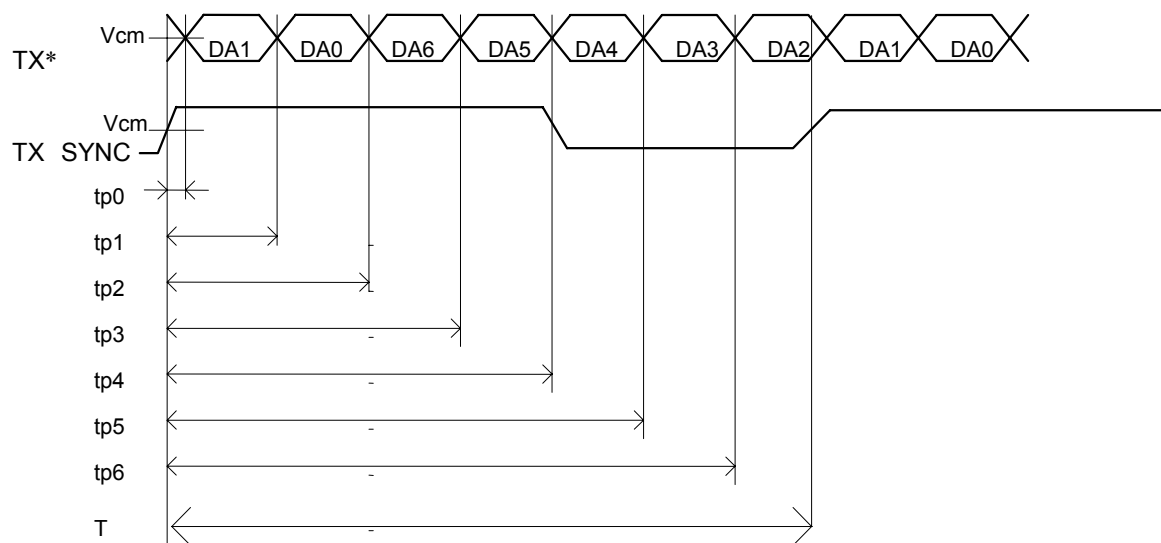 Vcm
TX* DA1 DA0 DA6 DA5 DA4 DA3 DA2 DA1 DA0
Vcm
TX SYNC
tp0
tp1
tp2
tp3
tp4
tp5
tp6
T